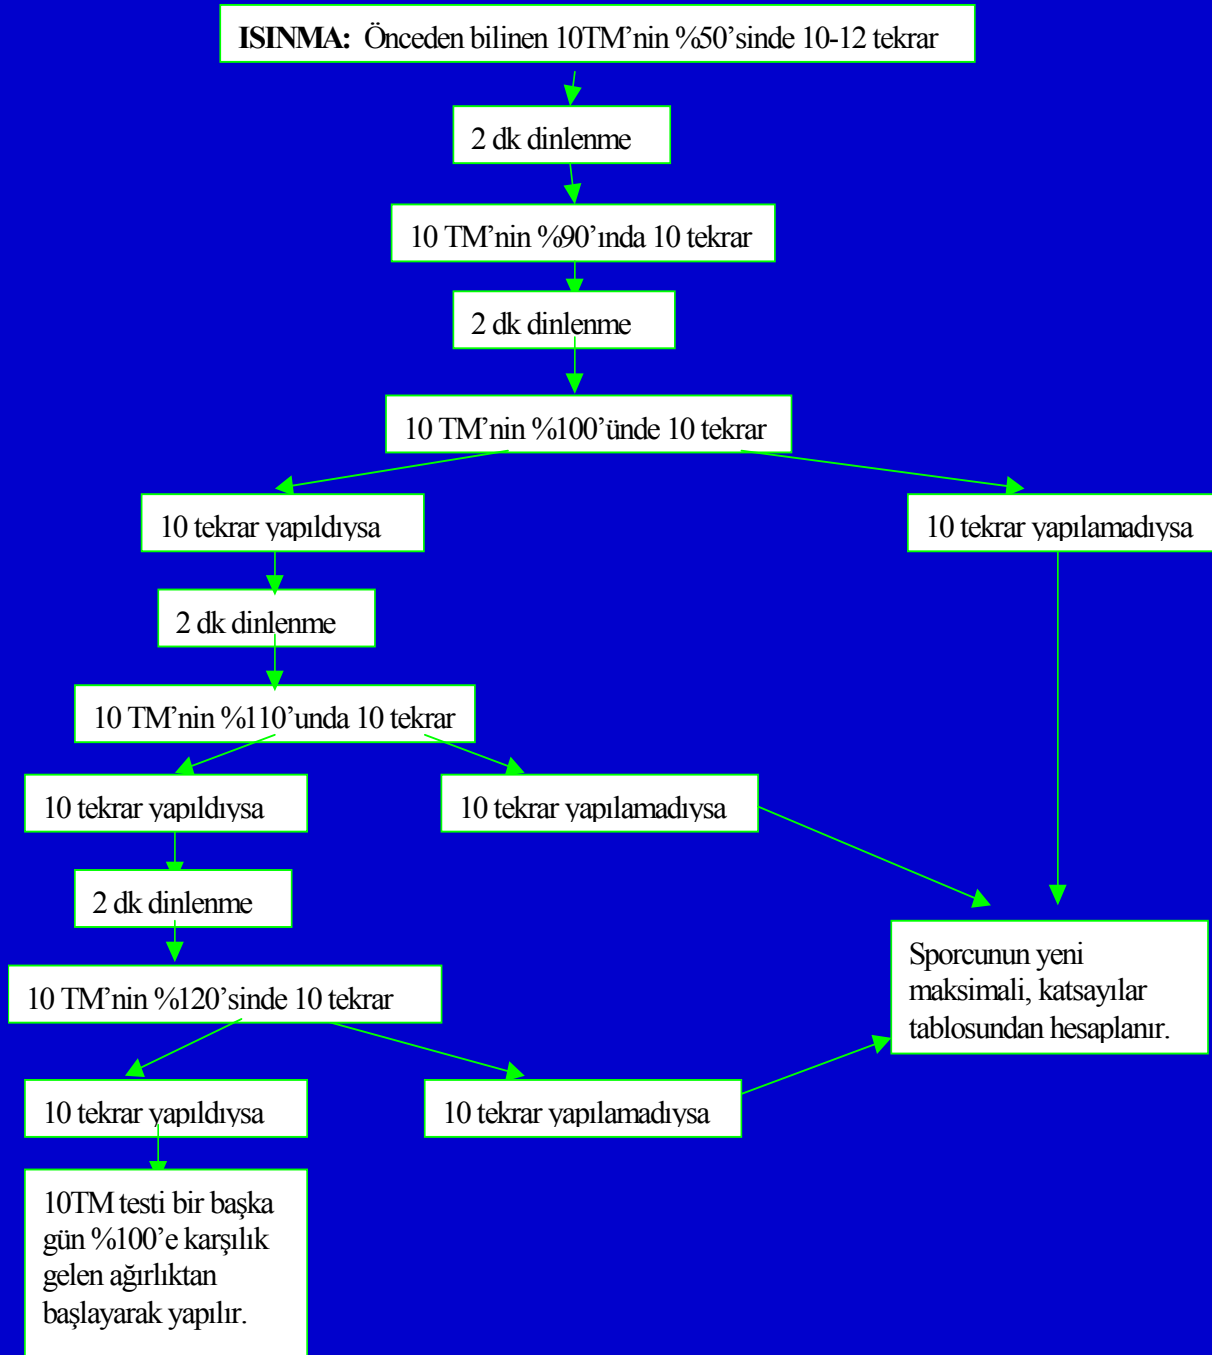 ISINMA: Önceden bilinen 10TM’nin %50’sinde 10-12 tekrar
2 dk dinlenme
10 TM’nin %90’ında 10 tekrar
2 dk dinlenme
10 TM’nin %100’ünde 10 tekrar
10 tekrar yapıldıysa
10 tekrar yapılamadıysa
2 dk dinlenme
10 TM’nin %110’unda 10 tekrar
10 tekrar yapıldıysa
10 tekrar yapılamadıysa
2 dk dinlenme
Sporcunun yeni
maksimali, katsayılar
tablosundan hesaplanır.
10 TM’nin %120’sinde 10 tekrar
10 tekrar yapıldıysa
10 tekrar yapılamadıysa
10TM testi bir başka
gün %100’e karşılık
gelen ağırlıktan
başlayarak yapılır.